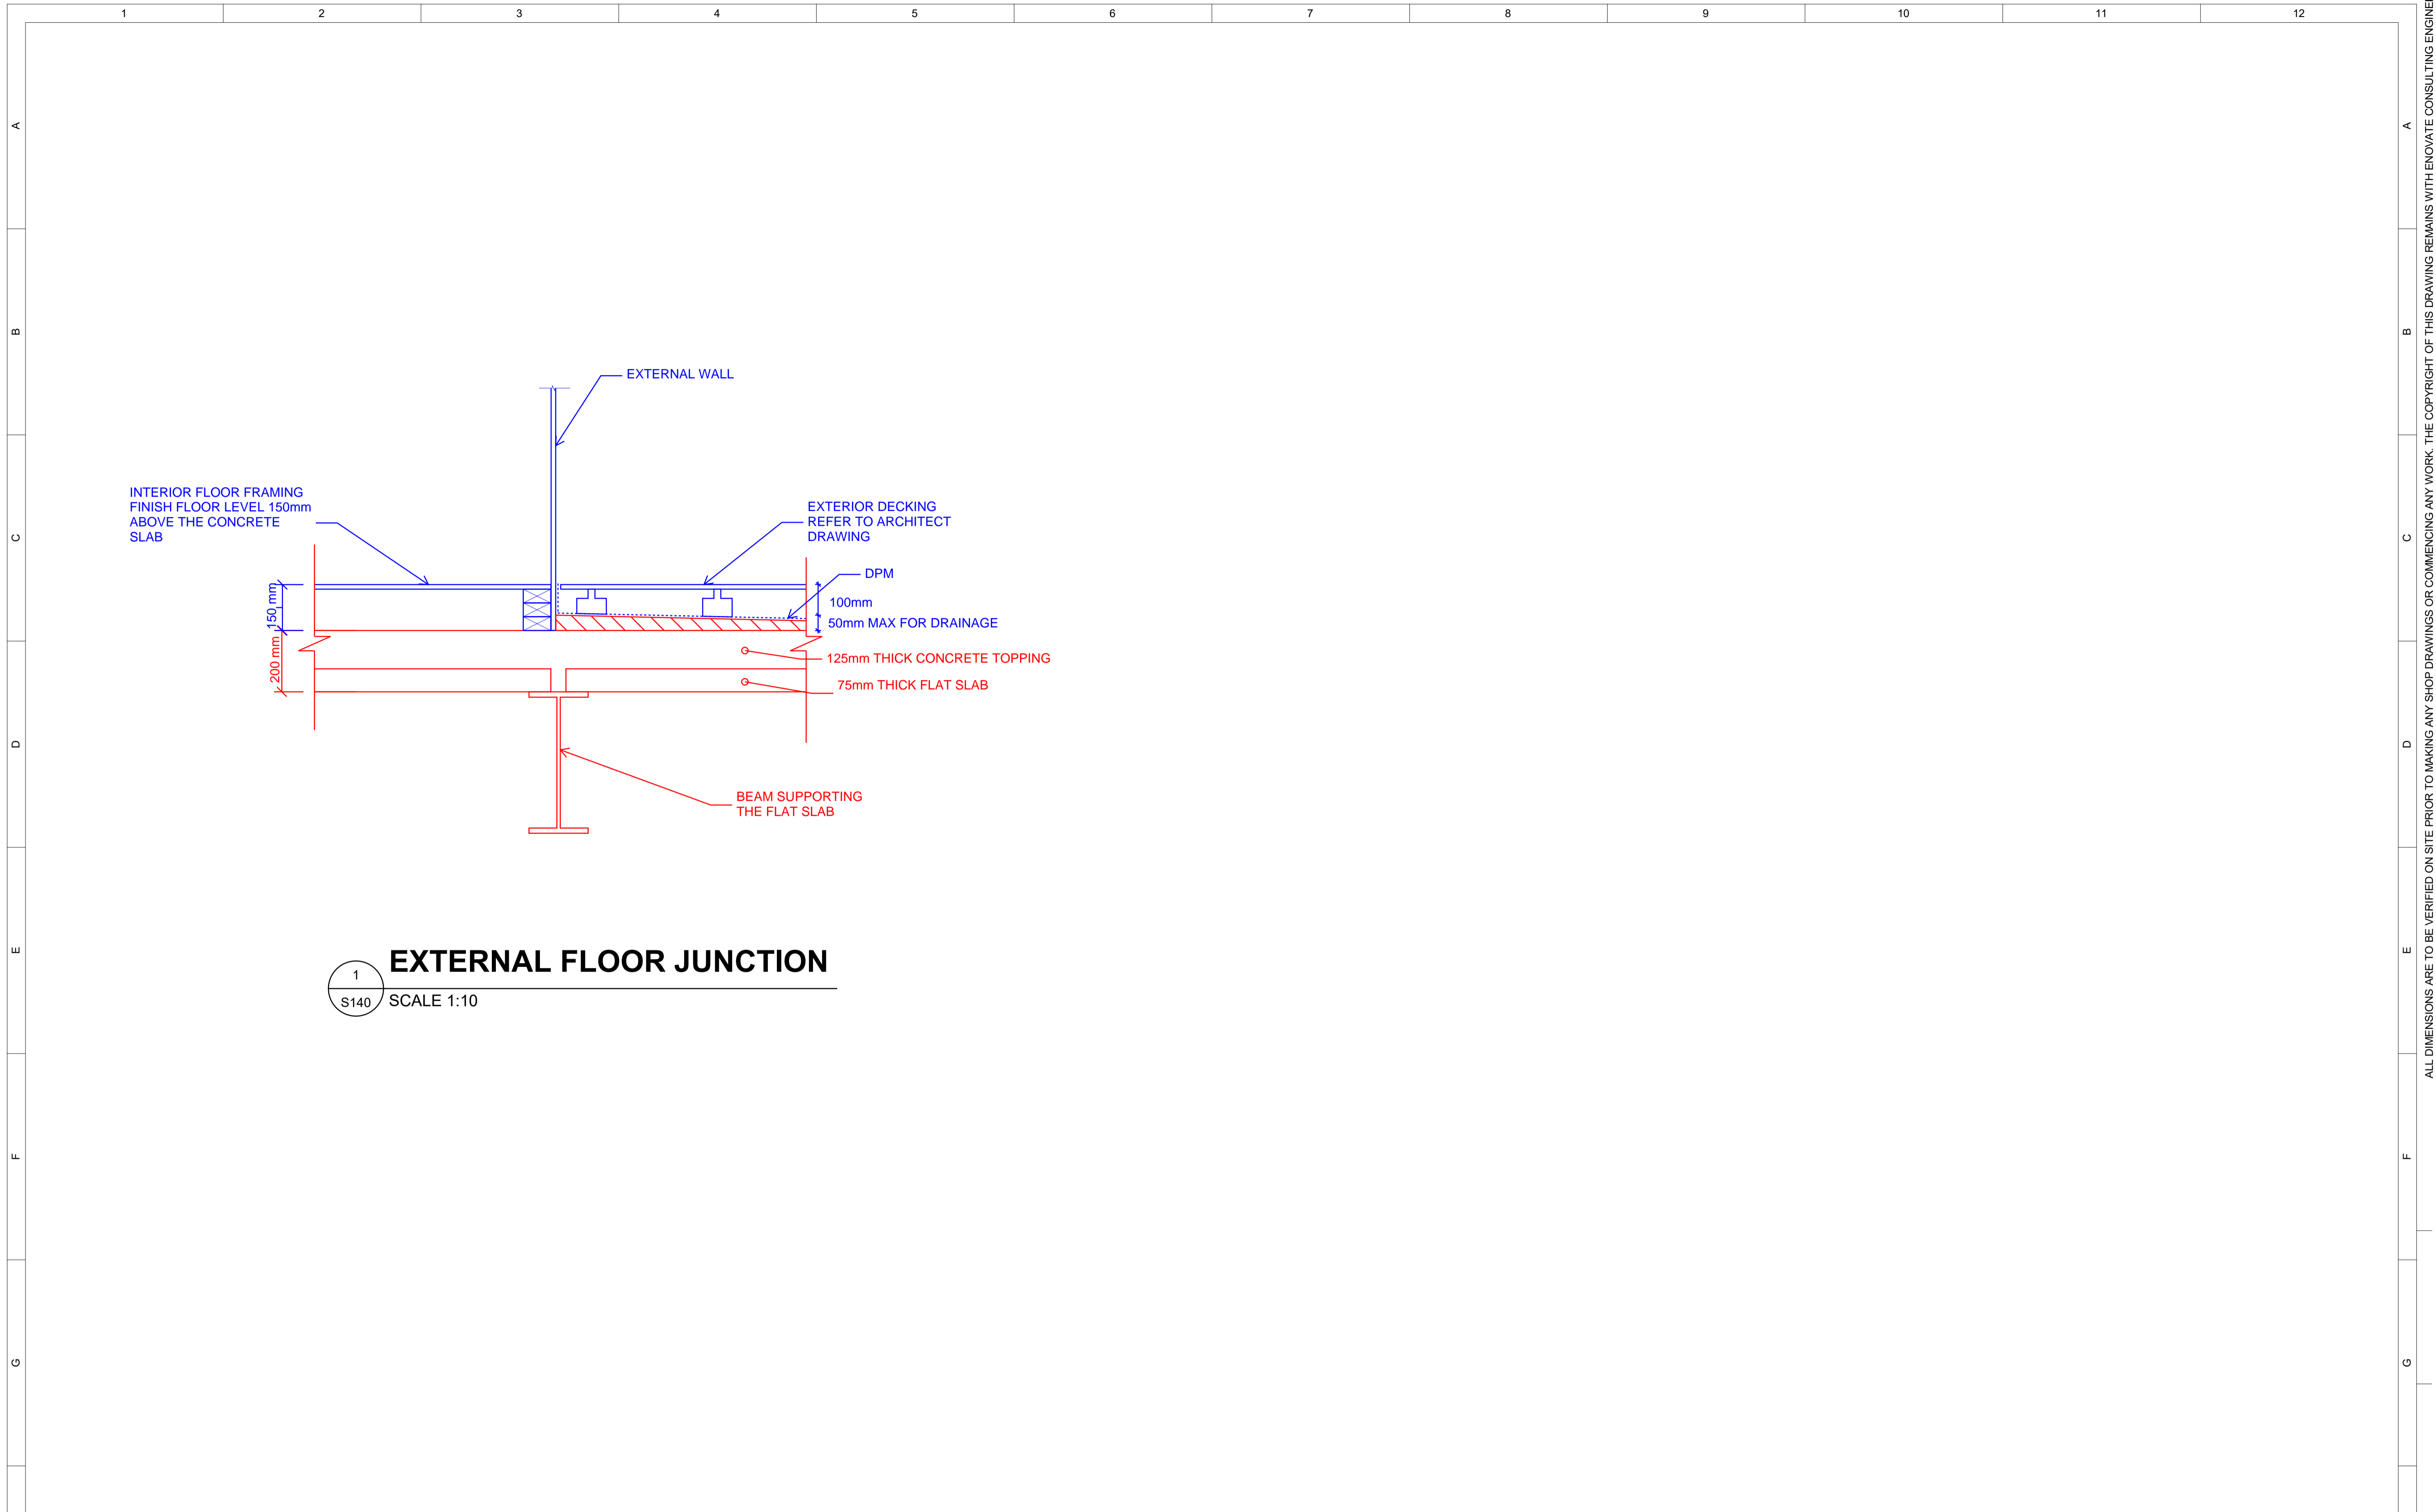 1 2 3 4 5 6 7 8 9 10 11 12
A A
B B
EXTERNAL WALL
C C
INTERIOR FLOOR FRAMING
FINISH FLOOR LEVEL 150mm
ABOVE THE CONCRETE
SLAB
EXTERIOR DECKING
REFER TO ARCHITECT
DRAWING
DPM
150 mm
100mm
50mm MAX FOR DRAINAGE
200 mm
125mm THICK CONCRETE TOPPING
75mm THICK FLAT SLAB
D D
BEAM SUPPORTING
THE FLAT SLAB
E E
1
S140
EXTERNAL FLOOR JUNCTION
SCALE 1:10
F F
G G
ALL DIMENSIONS ARE TO BE VERIFIED ON SITE PRIOR TO MAKING ANY SHOP DRAWINGS OR COMMENCING ANY WORK. THE COPYRIGHT OF THIS DRAWING REMAINS WITH ENOVATE CONSULTING